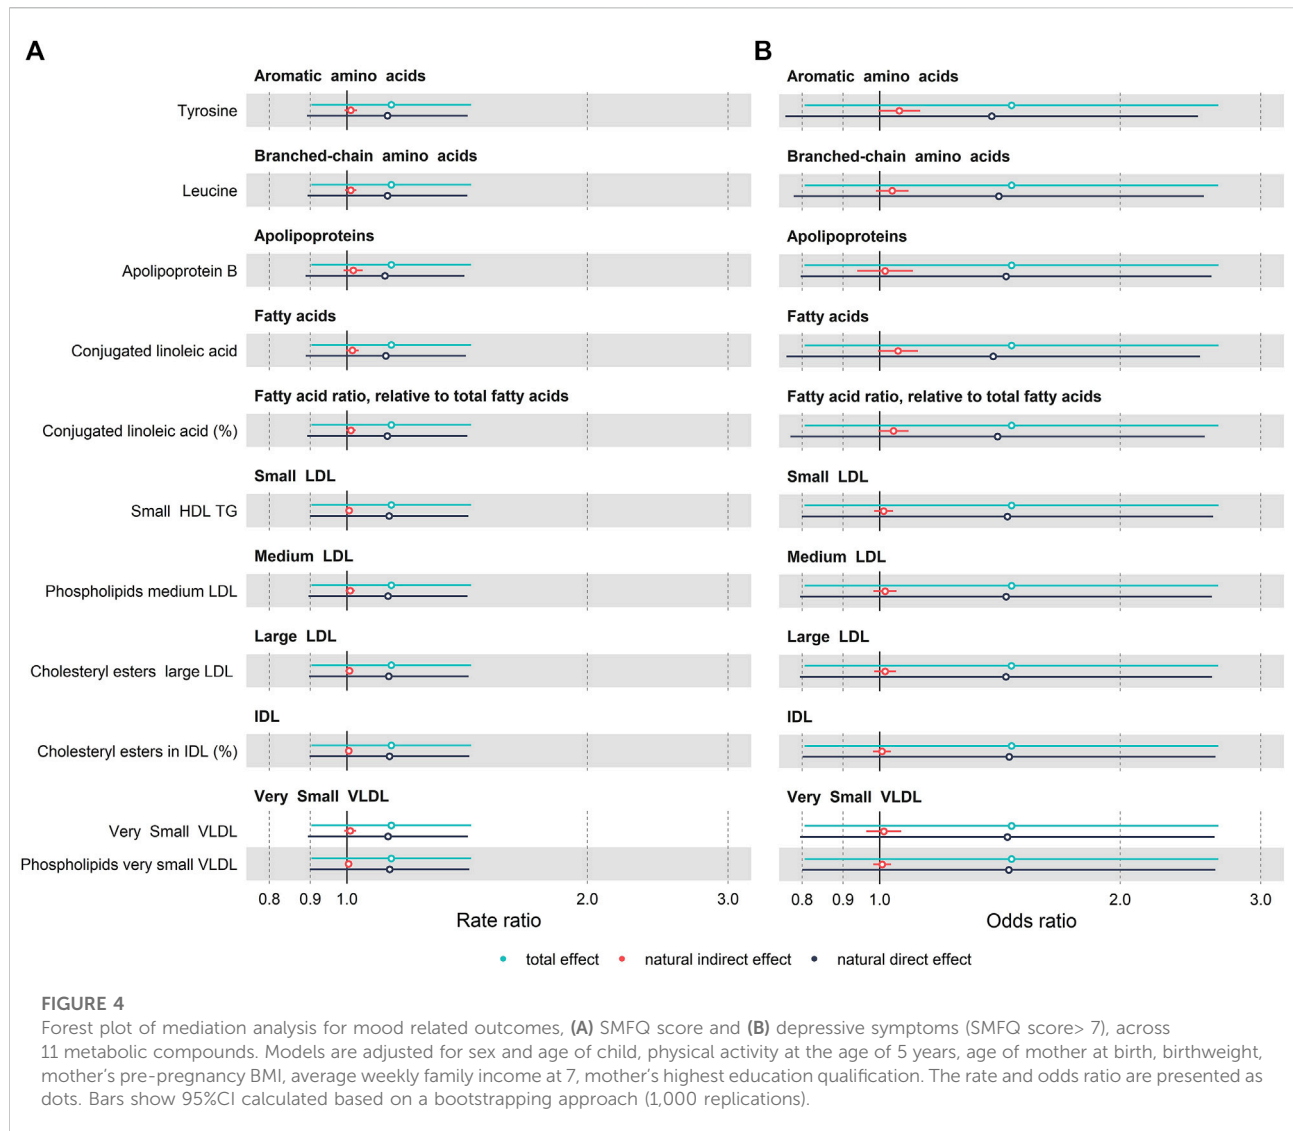 A
B
Aromatic amino acids
Aromatic amino acids
Tyrosine
Branched-chain amino acids
Branched-chain amino acids
Leucine
Apolipoproteins
Apolipoproteins
Apolipoprotein B
Fatty acids
Fatty acids
Conjugated linoleic acid
Fatty acid ratio, relative to total fatty acids
Fatty acid ratio, relative to total fatty acids
Conjugated linoleic acid (%)
Small LDL
Small LDL
Small HDL TG
Medium LDL
Medium LDL
Phospholipids medium LDL
Large LDL
Large LDL
Cholesteryl esters large LDL
IDL
IDL
Cholesteryl esters in IDL (%)
Very Small VLDL
Very Small VLDL
Very Small VLDL
Phospholipids very small VLDL
0.8 0.9 1.0 2.0 3.0
0.8 0.9 1.0 2.0 3.0
Rate ratio
Odds ratio
total effect natural indirect effect natural direct effect
FIGURE 4
Forest plot of mediation analysis for mood related outcomes, (A) SMFQ score and (B) depressive symptoms (SMFQ score> 7), across
11 metabolic compounds. Models are adjusted for sex and age of child, physical activity at the age of 5 years, age of mother at birth, birthweight,
mother's pre-pregnancy BMI, average weekly family income at 7, mother's highest education qualification. The rate and odds ratio are presented as
dots. Bars show 95%CI calculated based on a bootstrapping approach (1,000 replications).